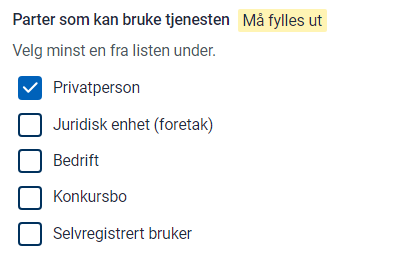 Parter som kan bruke tjenesten Må fylles ut
Velg minst en fra listen under.
Privatperson
Juridisk enhet (foretak)
Bedrift
Konkursbo
Selvregistrert bruker